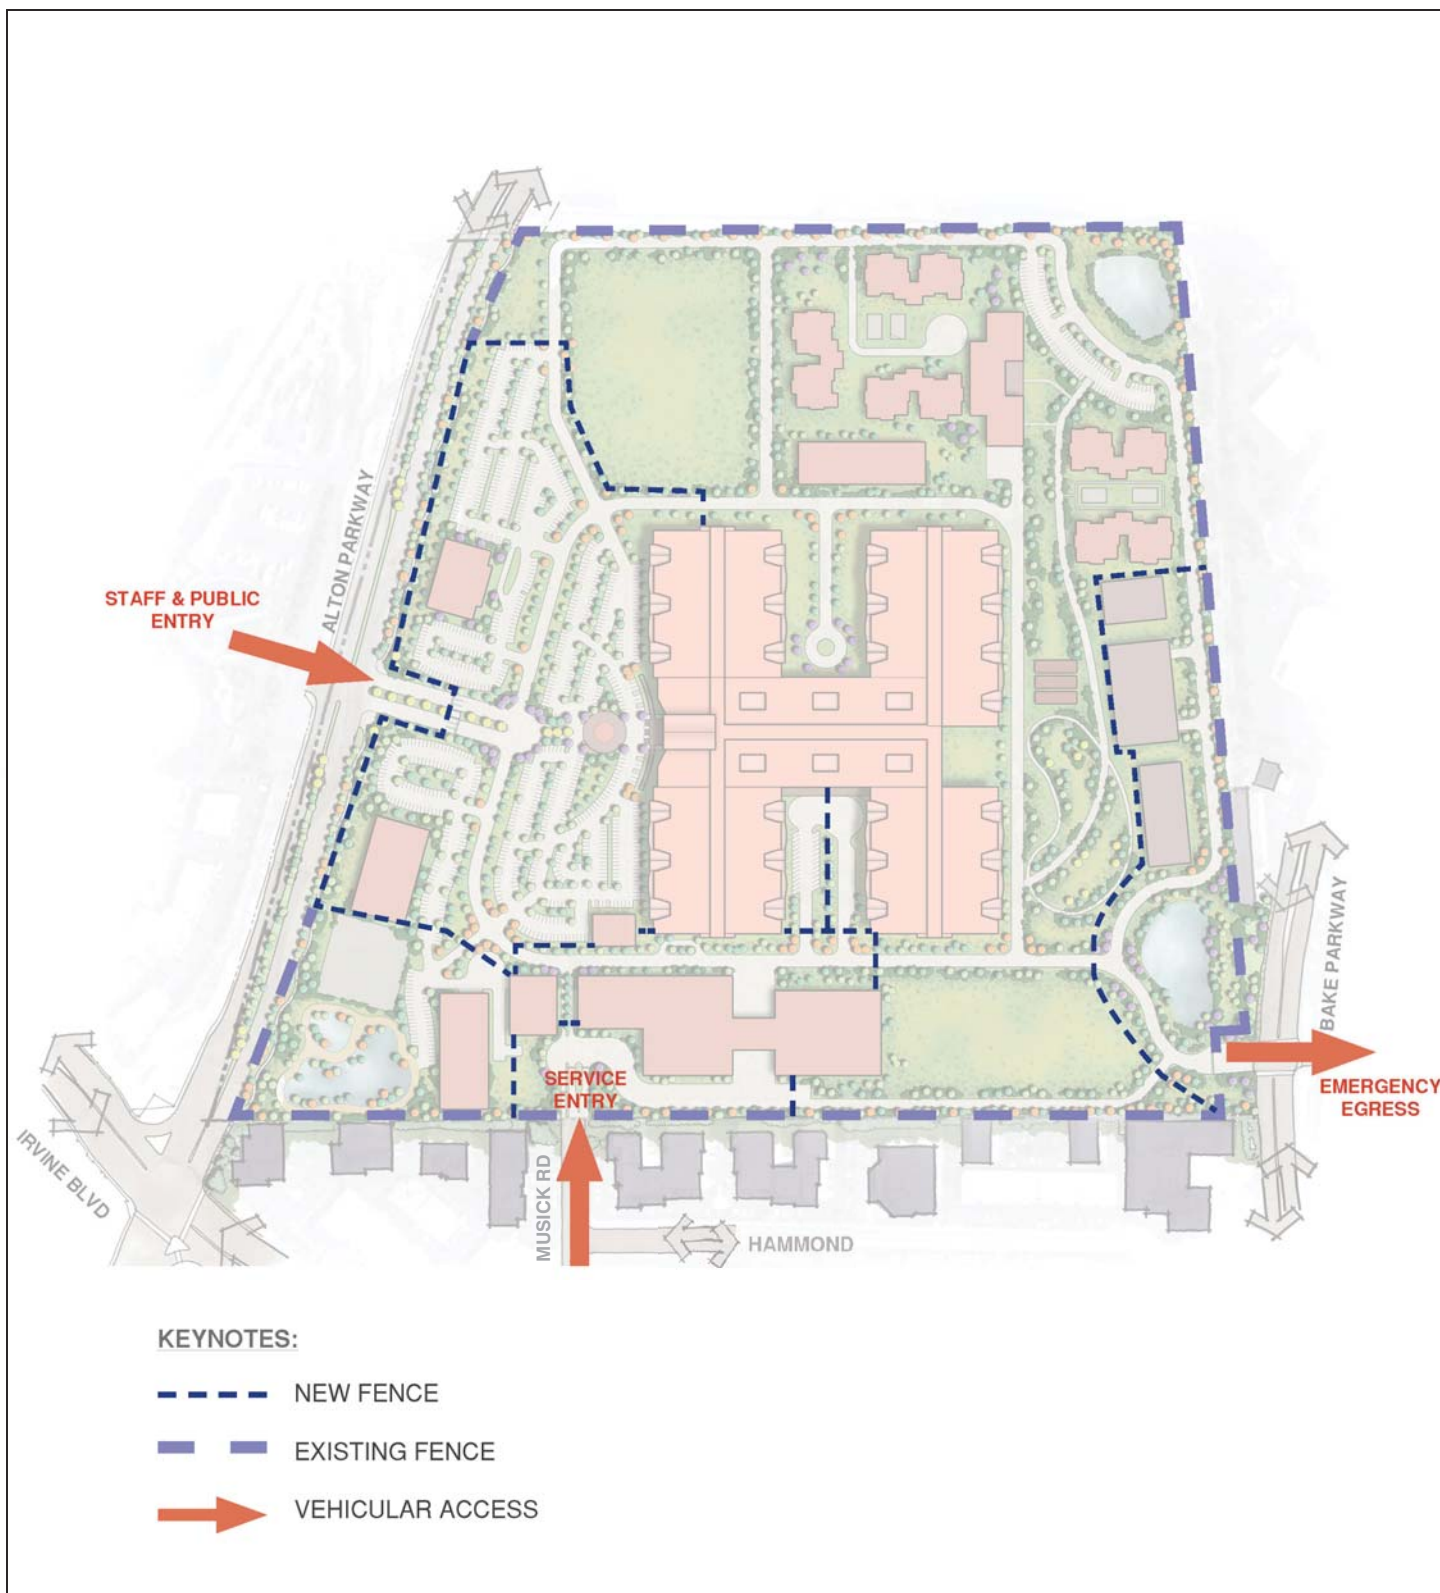 ALTON PARKWAY
STAFF & PUBLIC
ENTRY
BAKE PARKWAY
SERVICE
ENTRY
EMERGENCY
EGRESS
IRVINE BLVD
MUSICK RD
HAMMOND
KEYNOTES:
NEW FENCE
EXISTING FENCE
VEHICULAR ACCESS